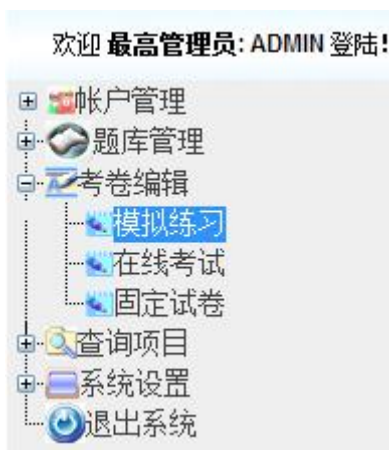 欢迎 最高管理员: ADMIN 登陆!
帐户管理
题库管理
考卷编辑
模拟练习
在线考试
固定试卷
查询项目
系统设置
退出系统